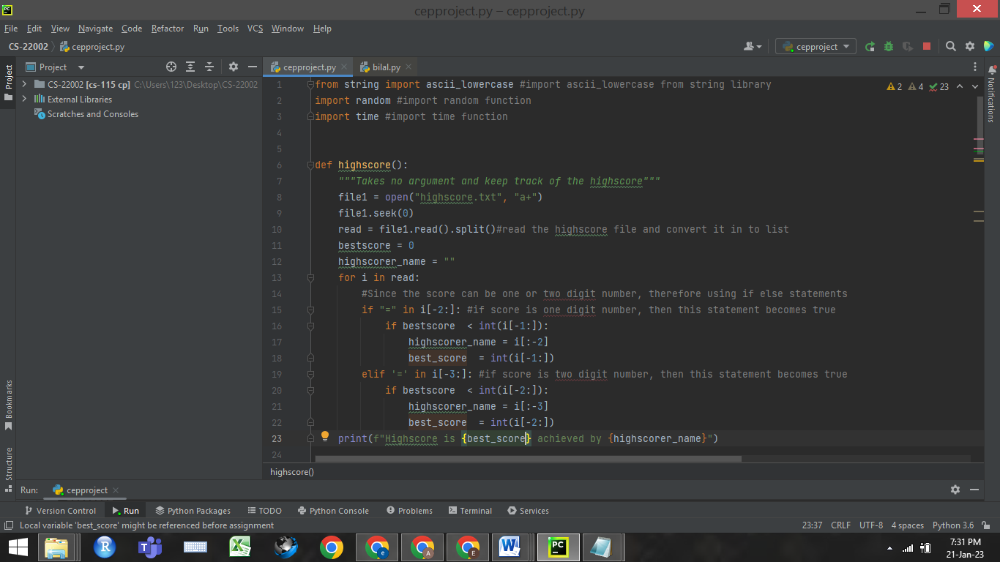 cepproject.py – cepproject.py
File Edit View Navigate Code Refactor Run Tools VCS Window Help
CS-22002 cepproject.py
cepproject
Project
cepproject.py bilal.py
CS-22002 [cs-115 cp] C:\Users\123\Desktop\CS-22002
External Libraries
Scratches and Consoles
Project
Bookmarks
Structure
Notifications
2 4 23
1 from string import ascii_lowercase #import ascii_lowercase from string library
2 import random #import random function
3 import time #import time function
4
5
6 def highscore():
7 """Takes no argument and keep track of the highscore"""
8 file1 = open("highscore.txt", "a+")
9 file1.seek(0)
10 read = file1.read().split()#read the highscore file and convert it in to list
11 bestscore = 0
12 highscorer_name = ""
13 for i in read:
14 #Since the score can be one or two digit number, therefore using if else statements
15 if "=" in i[-2:]: #if score is one digit number, then this statement becomes true
16 if bestscore  < int(i[-1:]):
17 highscorer_name = i[:-2]
18 best_score  = int(i[-1:])
19 elif '=' in i[-3:]: #if score is two digit number, then this statement becomes true
20 if bestscore  < int(i[-2:]):
21 highscorer_name = i[:-3]
22 best_score  = int(i[-2:])
23 print(f"Highscore is {best_score} achieved by {highscorer_name}")
24
highscore()
Run: cepproject
Version Control Run Python Packages TODO Python Console Problems Terminal Services
Local variable 'best_score' might be referenced before assignment
23:37 CRLF UTF-8 4 spaces Python 3.6
7:31 PM
21-Jan-23